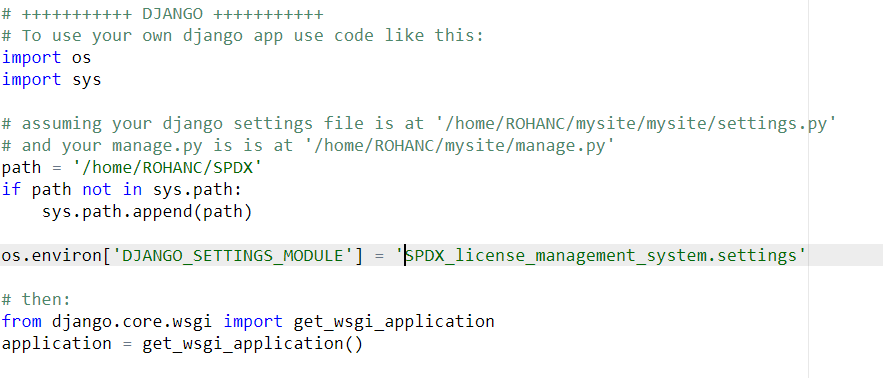 # +++++++++++ DJANGO +++++++++++
# To use your own django app use code like this:
import os
import sys
# assuming your django settings file is at '/home/ROHANC/mysite/mysite/settings.py'
# and your manage.py is is at '/home/ROHANC/mysite/manage.py'
path = '/home/ROHANC/SPDX'
if path not in sys.path:
    sys.path.append(path)
os.environ['DJANGO_SETTINGS_MODULE'] = 'SPDX_license_management_system.settings'
# then:
from django.core.wsgi import get_wsgi_application
application = get_wsgi_application()